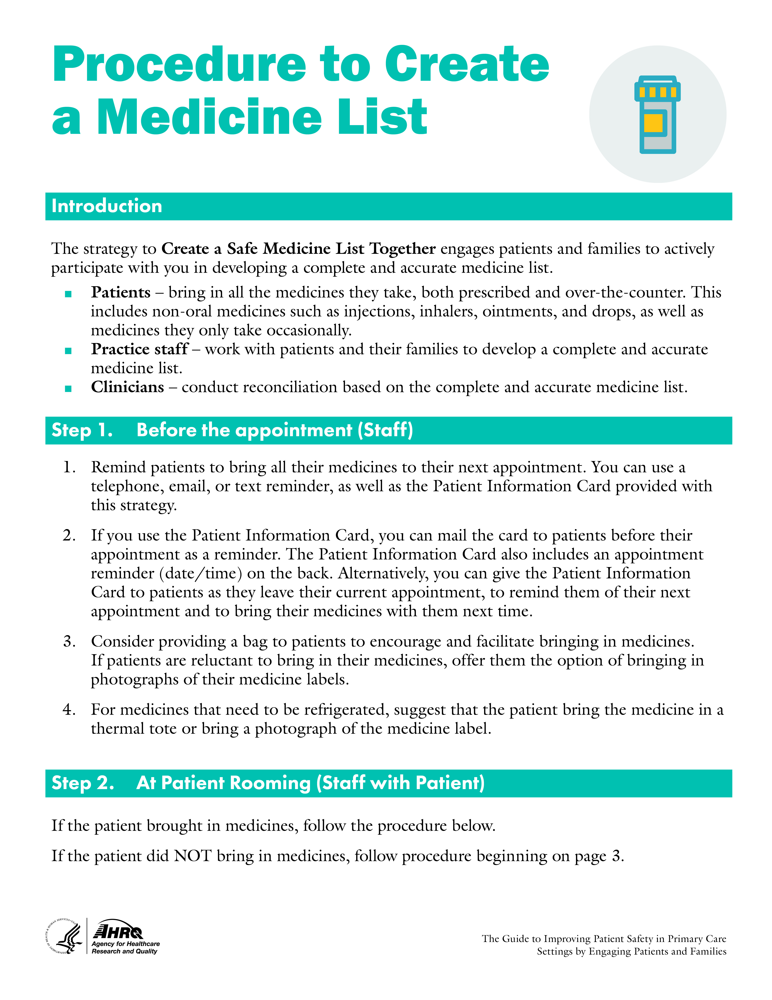 Procedure to Create
a Medicine List
Introduction
The strategy to Create a Safe Medicine List Together engages patients and families to actively
participate with you in developing a complete and accurate medicine list.
■ Patients – bring in all the medicines they take, both prescribed and over-the-counter. This
includes non-oral medicines such as injections, inhalers, ointments, and drops, as well as
medicines they only take occasionally.
■ Practice staff – work with patients and their families to develop a complete and accurate
medicine list.
■ Clinicians – conduct reconciliation based on the complete and accurate medicine list.
Step 1. Before the appointment (Staff)
1. Remind patients to bring all their medicines to their next appointment. You can use a
telephone, email, or text reminder, as well as the Patient Information Card provided with
this strategy.
2. If you use the Patient Information Card, you can mail the card to patients before their
appointment as a reminder. The Patient Information Card also includes an appointment
reminder (date/time) on the back. Alternatively, you can give the Patient Information
Card to patients as they leave their current appointment, to remind them of their next
appointment and to bring their medicines with them next time.
3. Consider providing a bag to patients to encourage and facilitate bringing in medicines.
If patients are reluctant to bring in their medicines, offer them the option of bringing in
photographs of their medicine labels.
4. For medicines that need to be refrigerated, suggest that the patient bring the medicine in a
thermal tote or bring a photograph of the medicine label.
Step 2. At Patient Rooming (Staff with Patient)
If the patient brought in medicines, follow the procedure below.
If the patient did NOT bring in medicines, follow procedure beginning on page 3.
DEPARTMENT OF HEALTH & HUMAN SERVICES • USA
AHRQ
Agency for Healthcare
Research and Quality
The Guide to Improving Patient Safety in Primary Care
Settings by Engaging Patients and Families